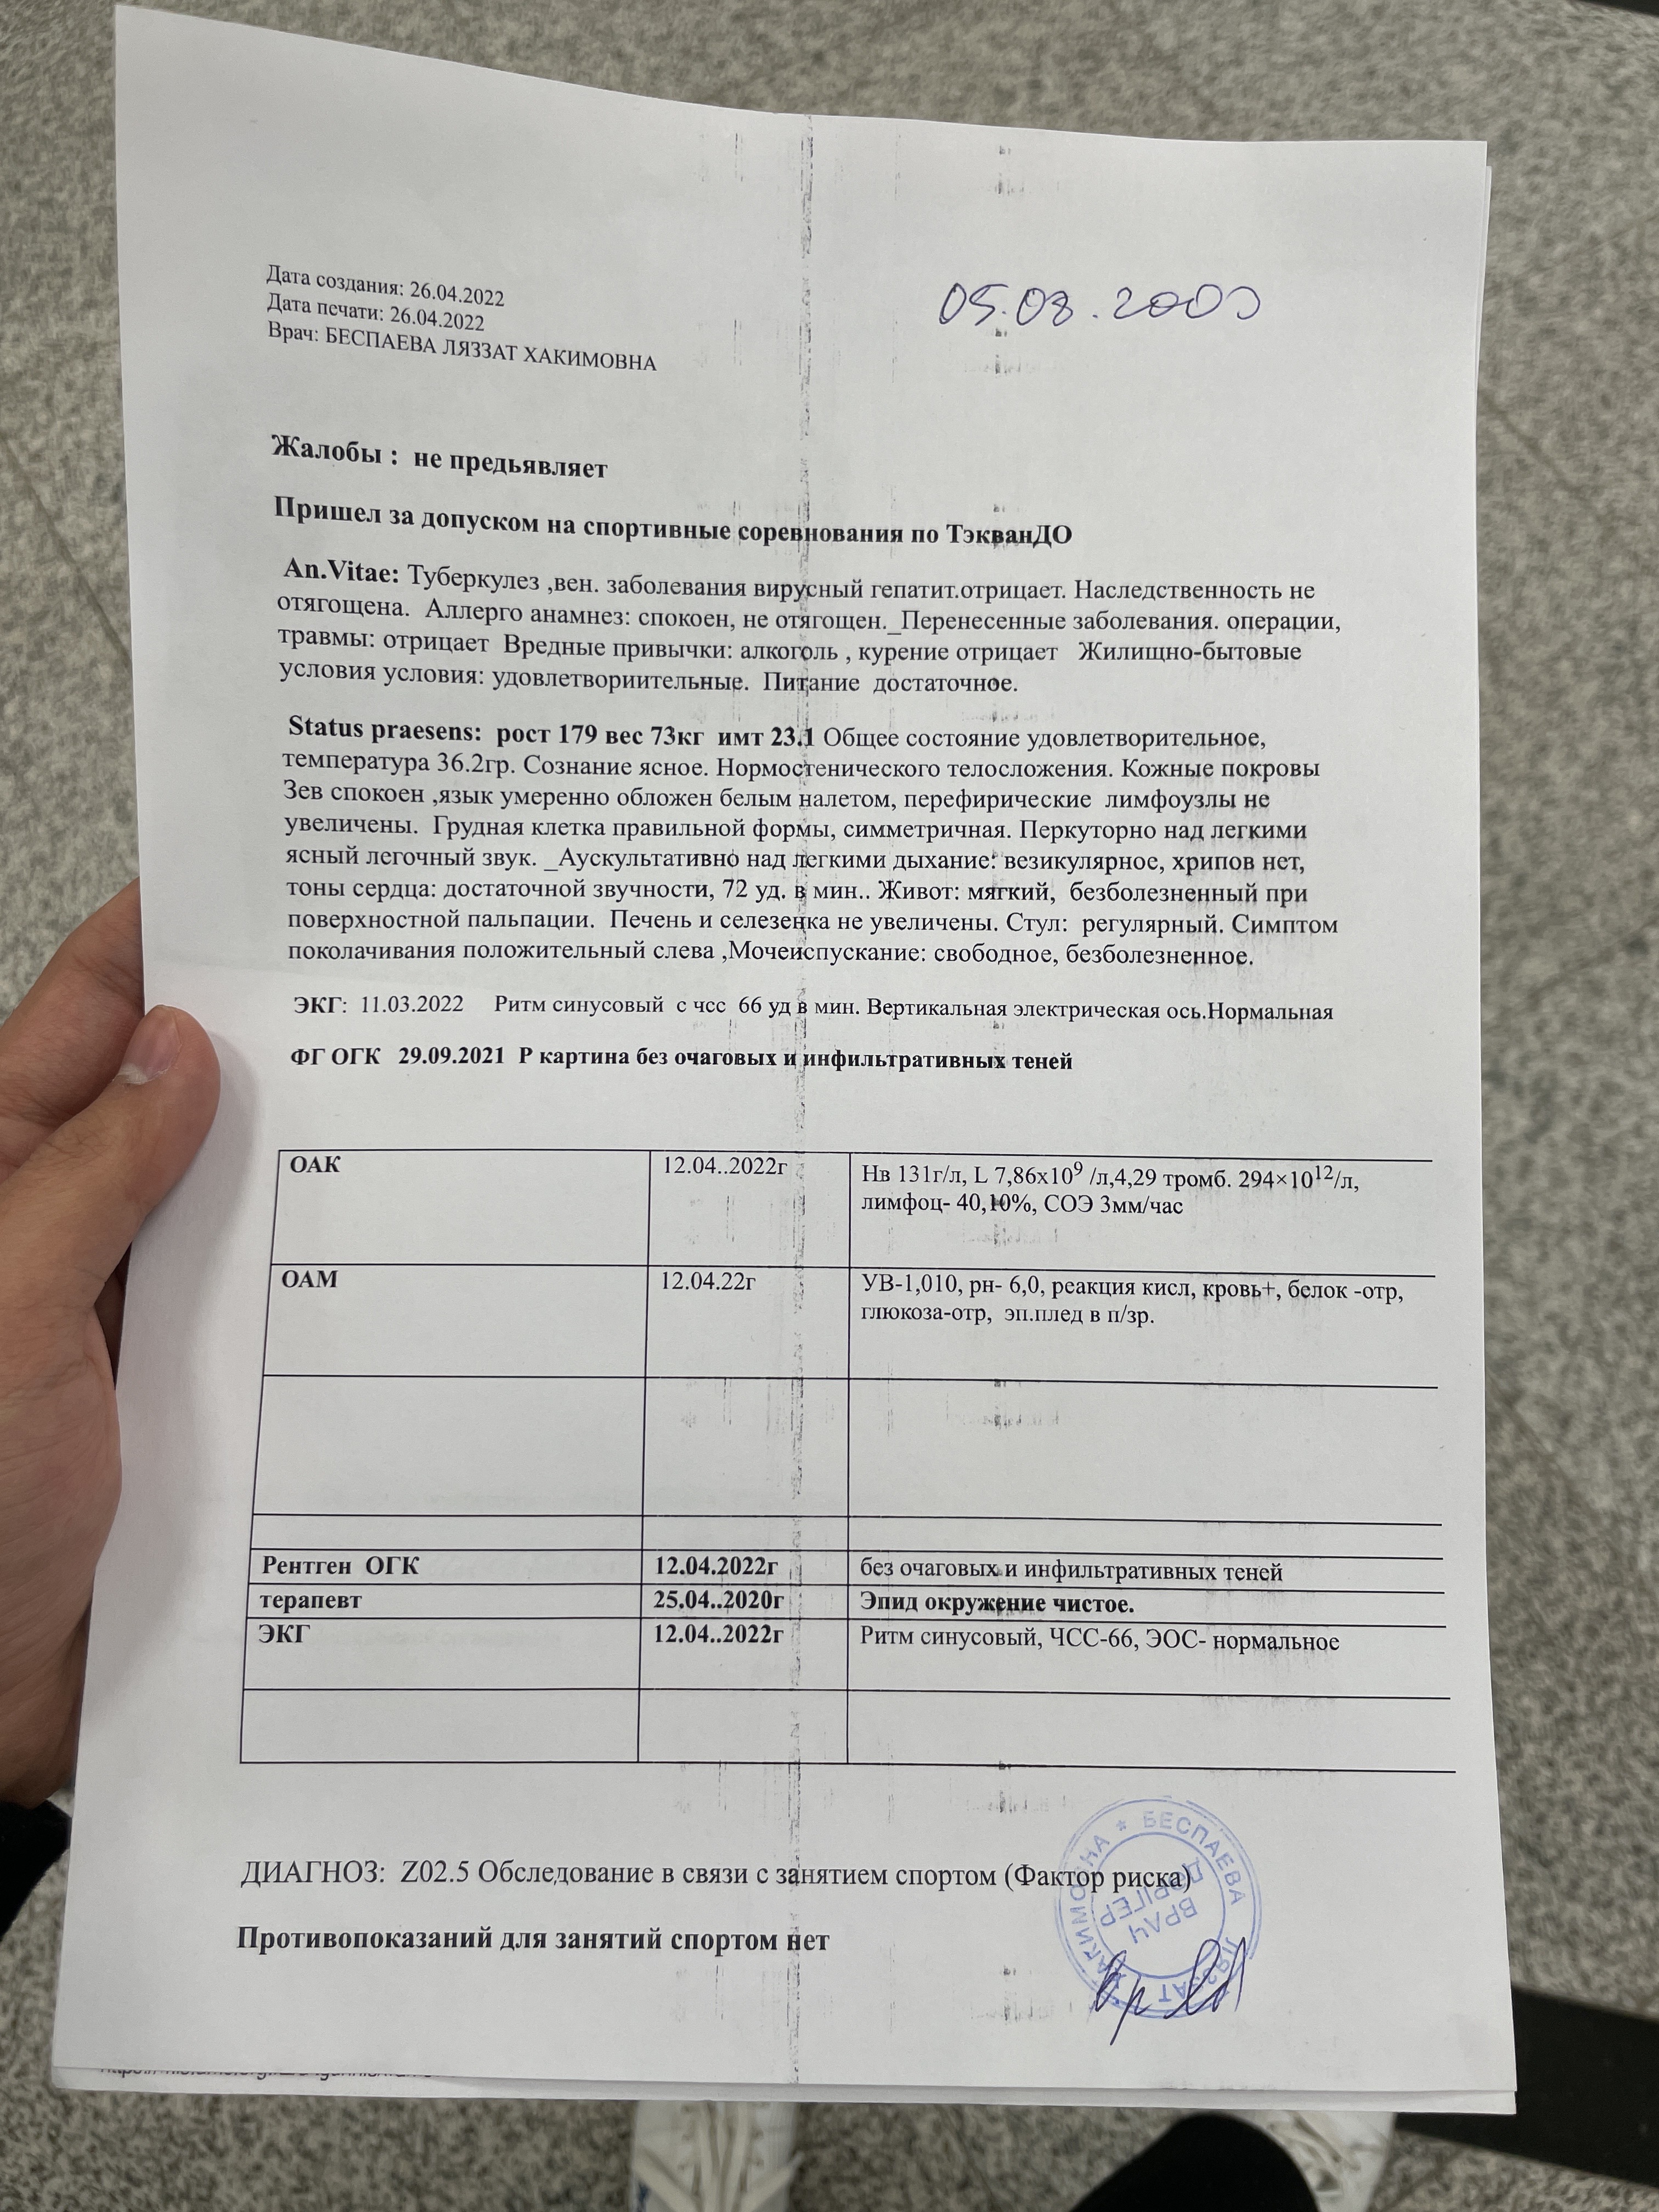 Дата создания: 26.04.2022
Дата печати: 26.04.2022
Врач: БЕСПАЕВА ЛЯЗЗАТ ХАКИМОВНА
05.08.2003
Жалобы : не предьявляет
Пришел за допуском на спортивные соревнования по ТэкванДО
An.Vitae: Туберкулез ,вен. заболевания вирусный гепатит.отрицает. Наследственность не
отягощена. Аллерго анамнез: спокоен, не отягощен._Перенесенные заболевания. операции,
травмы: отрицает Вредные привычки: алкоголь , курение отрицает Жилищно-бытовые
условия условия: удовлетвориительные. Питание достаточное.
Status praesens: рост 179 вес 73кг имт 23.1 Общее состояние удовлетворительное,
температура 36.2гр. Сознание ясное. Нормостенического телосложения. Кожные покровы
Зев спокоен ,язык умеренно обложен белым налетом, перефирические лимфоузлы не
увеличены. Грудная клетка правильной формы, симметричная. Перкуторно над легкими
ясный легочный звук. _Аускультативно над легкими дыхание: везикулярное, хрипов нет,
тоны сердца: достаточной звучности, 72 уд. в мин.. Живот: мягкий, безболезненный при
поверхностной пальпации. Печень и селезенка не увеличены. Стул: регулярный. Симптом
поколачивания положительный слева ,Мочеиспускание: свободное, безболезненное.
ЭКГ: 11.03.2022 Ритм синусовый с чсс 66 уд в мин. Вертикальная электрическая ось.Нормальная
ФГ ОГК 29.09.2021 Р картина без очаговых и инфильтративных теней
ОАК 12.04..2022г Нв 131г/л, L 7,86х10⁹ /л,4,29 тромб. 294×10¹²/л,
лимфоц- 40,10%, СОЭ 3мм/час
ОАМ 12.04.22г УВ-1,010, рн- 6,0, реакция кисл, кровь+, белок -отр,
глюкоза-отр, эп.плед в п/зр.
Рентген ОГК 12.04.2022г без очаговых и инфильтративных теней
терапевт 25.04..2020г Эпид окружение чистое.
ЭКГ 12.04..2022г Ритм синусовый, ЧСС-66, ЭОС- нормальное
ДИАГНОЗ: Z02.5 Обследование в связи с занятием спортом (Фактор риска)
Противопоказаний для занятий спортом нет
БЕСПАЕВА ЛЯЗЗАТ ХАКИМОВНА *
ВРАЧ
ДӘРІГЕР